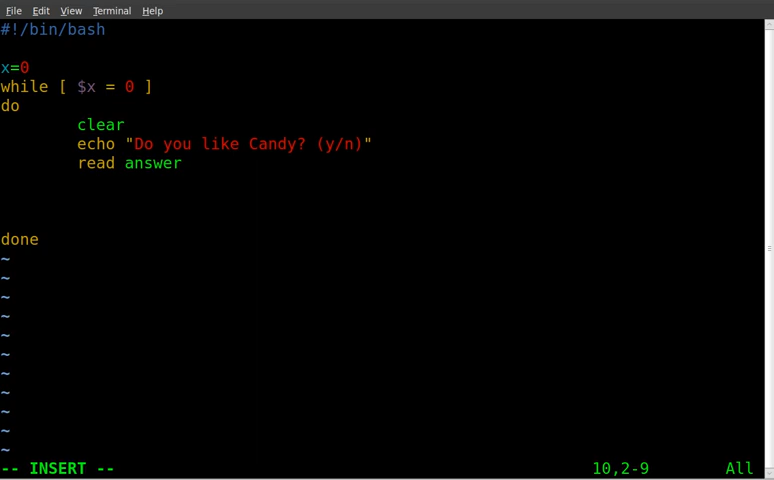 File Edit View Terminal Help
#!/bin/bash
x=0
while [ $x = 0 ]
do
clear
echo "Do you like Candy? (y/n)"
read answer
done
~
~
~
~
~
~
~
~
~
~
~
-- INSERT -- 10,2-9 All